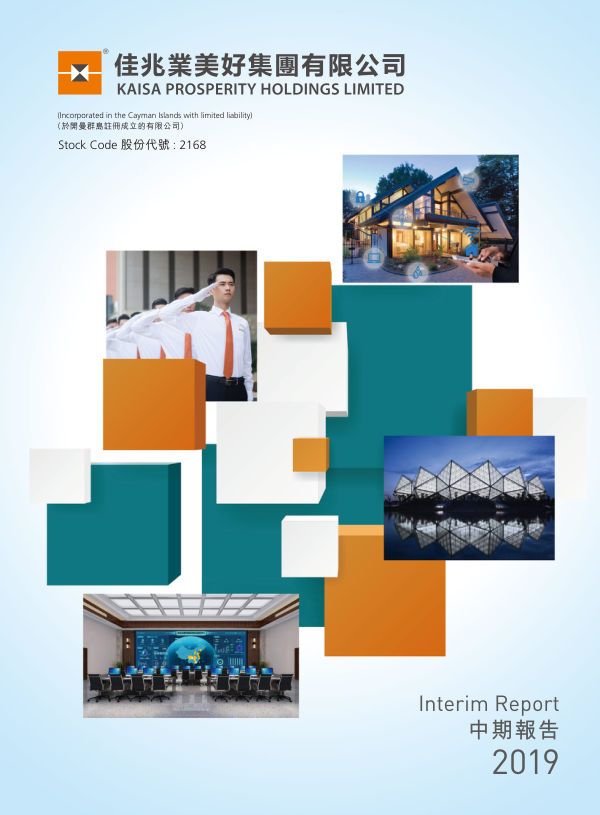 ®
佳兆業美好集團有限公司
KAISA PROSPERITY HOLDINGS LIMITED
(Incorporated in the Cayman Islands with limited liability)
（於開曼群島註冊成立的有限公司）
Stock Code 股份代號 : 2168
Interim Report
中期報告
2019